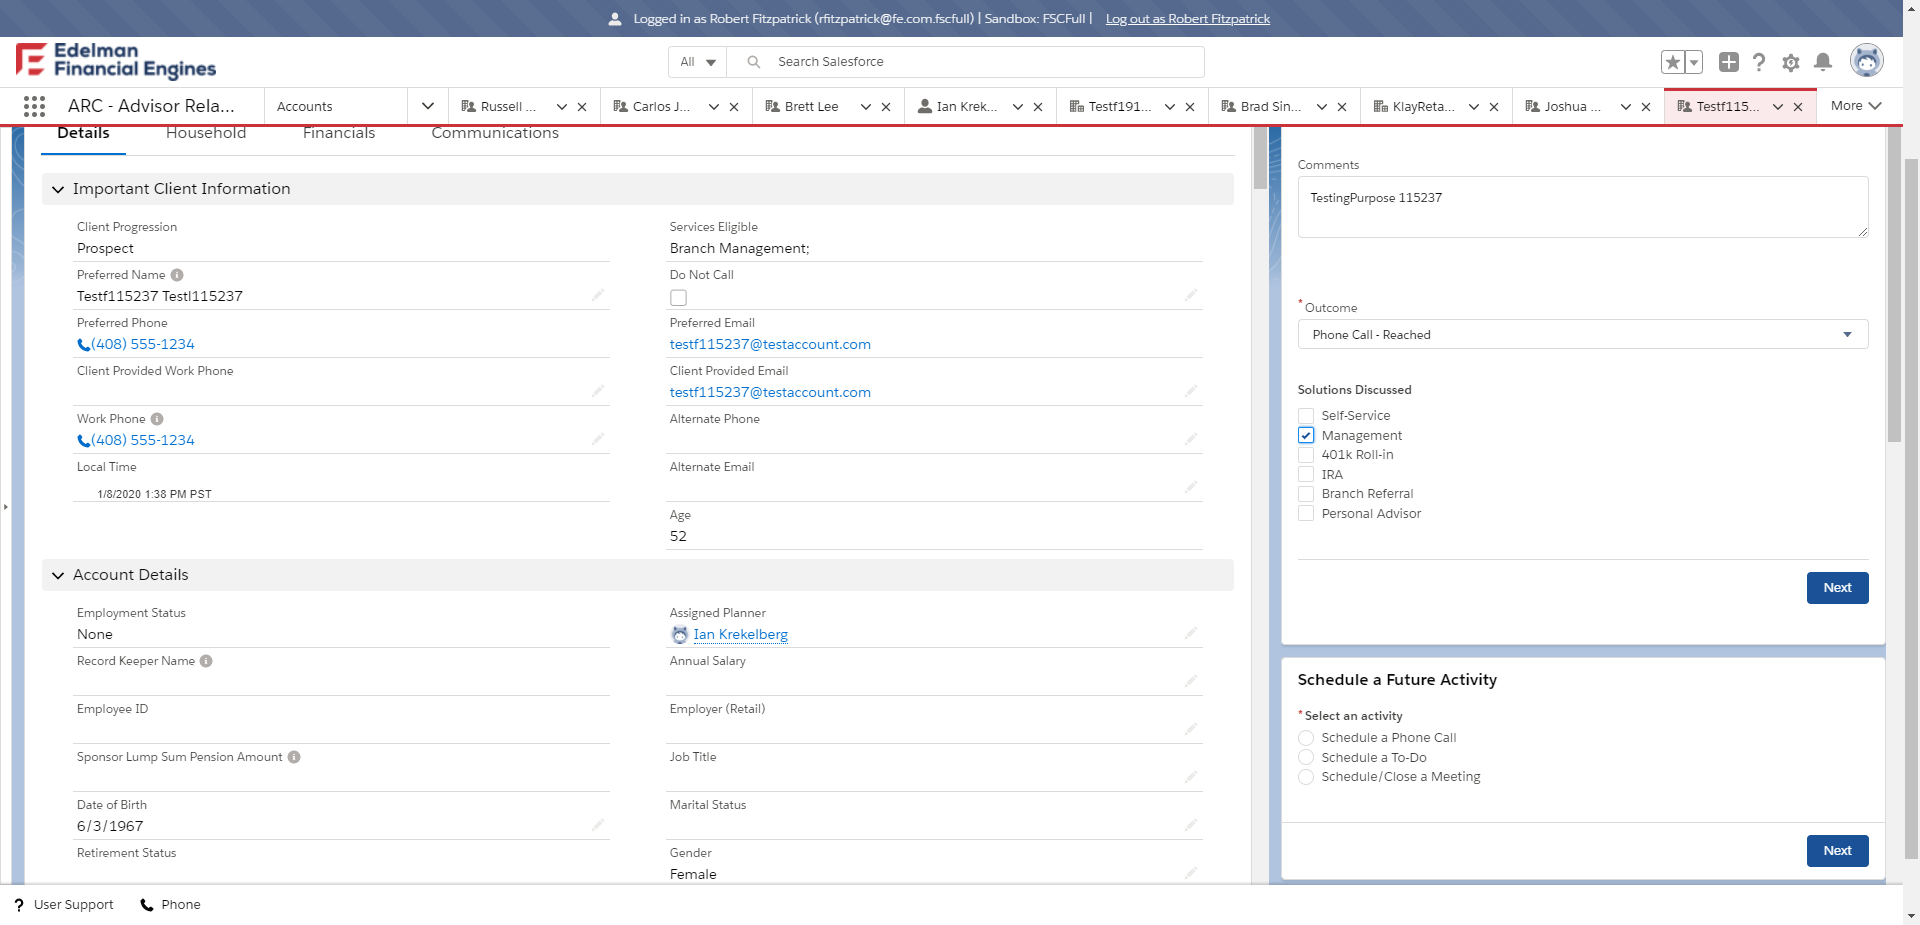 Logged in as Robert Fitzpatrick (rfitzpatrick@fe.com.fscfull) | Sandbox: FSCFull | Log out as Robert Fitzpatrick
Edelman
Financial Engines
All
Search Salesforce
ARC - Advisor Rela...
Accounts
Russell ...
Carlos J...
Brett Lee
Ian Krek...
Testf191...
Brad Sin...
KlayReta...
Joshua ...
Testf115...
More
Details
Household
Financials
Communications
Important Client Information
Client Progression
Prospect
Services Eligible
Branch Management;
Preferred Name
Testf115237 Testl115237
Do Not Call
Preferred Phone
(408) 555-1234
Preferred Email
testf115237@testaccount.com
Client Provided Work Phone
Client Provided Email
testf115237@testaccount.com
Work Phone
(408) 555-1234
Alternate Phone
Local Time
1/8/2020 1:38 PM PST
Alternate Email
Age
52
Account Details
Employment Status
None
Assigned Planner
Ian Krekelberg
Record Keeper Name
Annual Salary
Employee ID
Employer (Retail)
Sponsor Lump Sum Pension Amount
Job Title
Date of Birth
6/3/1967
Marital Status
Retirement Status
Gender
Female
Comments
TestingPurpose 115237
*Outcome
Phone Call - Reached
Solutions Discussed
Self-Service
Management
401k Roll-in
IRA
Branch Referral
Personal Advisor
Next
Schedule a Future Activity
*Select an activity
Schedule a Phone Call
Schedule a To-Do
Schedule/Close a Meeting
Next
? User Support
Phone